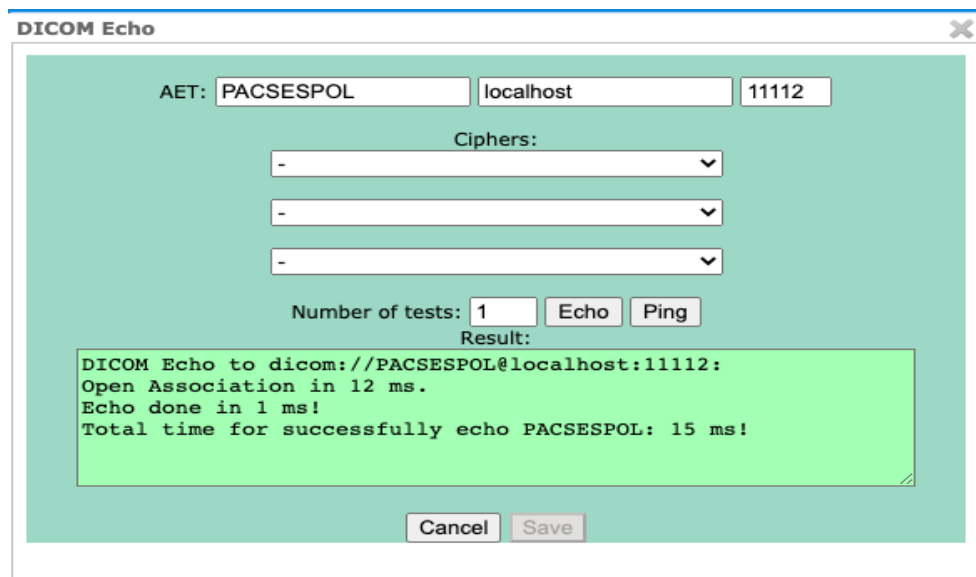 DICOM Echo
AET: PACSESPOL localhost 11112
Ciphers:
-
-
-
Number of tests: 1 Echo Ping
Result:
DICOM Echo to dicom://PACSESPOL@localhost:11112:
Open Association in 12 ms.
Echo done in 1 ms!
Total time for successfully echo PACSESPOL: 15 ms!
Cancel Save